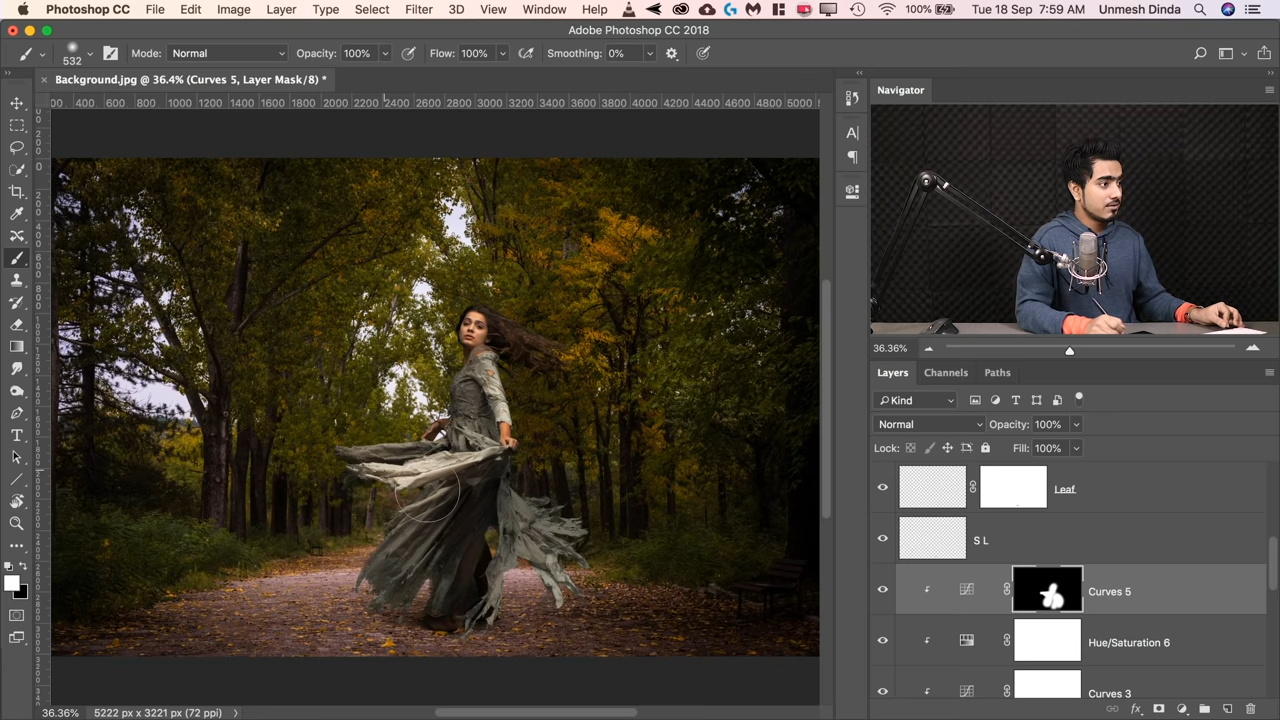 Photoshop CC File Edit Image Layer Type Select Filter 3D View Window Help 100% Tue 18 Sep 7:59 AM Unmesh Dinda
Adobe Photoshop CC 2018
532 Mode: Normal Opacity: 100% Flow: 100% Smoothing: 0%
Background.jpg @ 36.4% (Curves 5, Layer Mask/8) *
00 400 600 800 1000 1200 1400 1600 1800 2000 2200 2400 2600 2800 3000 3200 3400 3600 3800 4000 4200 4400 4600 4800 5000
Navigator
36.36%
Layers Channels Paths
Kind
Normal Opacity: 100%
Lock: Fill: 100%
Leaf
S L
Curves 5
Hue/Saturation 6
Curves 3
36.36% 5222 px x 3221 px (72 ppi)